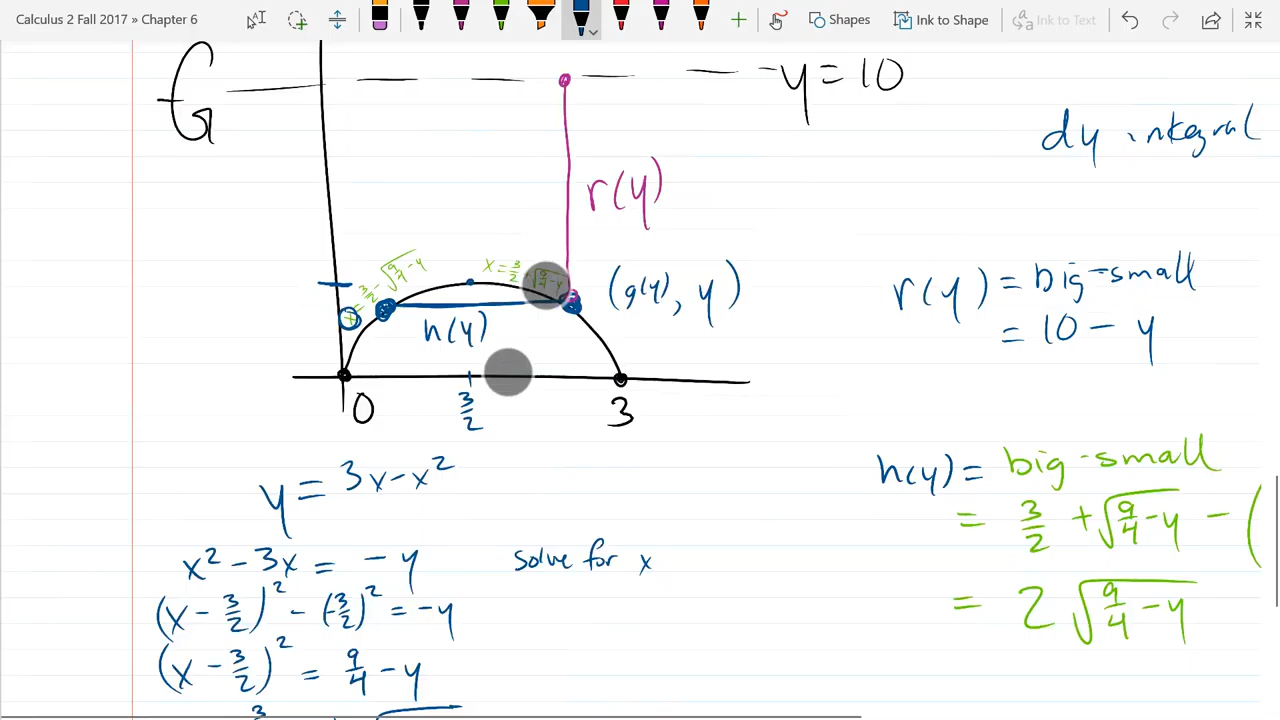 Calculus 2 Fall 2017 » Chapter 6
Shapes
Ink to Shape
Ink to Text
y = 10
dy integral
r(y)
x = 3/2 - √(9/4 - y)
(g(y), y)
h(y)
r(y) = big - small
= 10 - y
0
3/2
3
y = 3x - x²
h(y) = big - small
= 3/2 + √(9/4 - y) - (
= 2 √(9/4 - y)
x² - 3x = - y
solve for x
(x - 3/2)² - (-3/2)² = - y
(x - 3/2)² = 9/4 - y